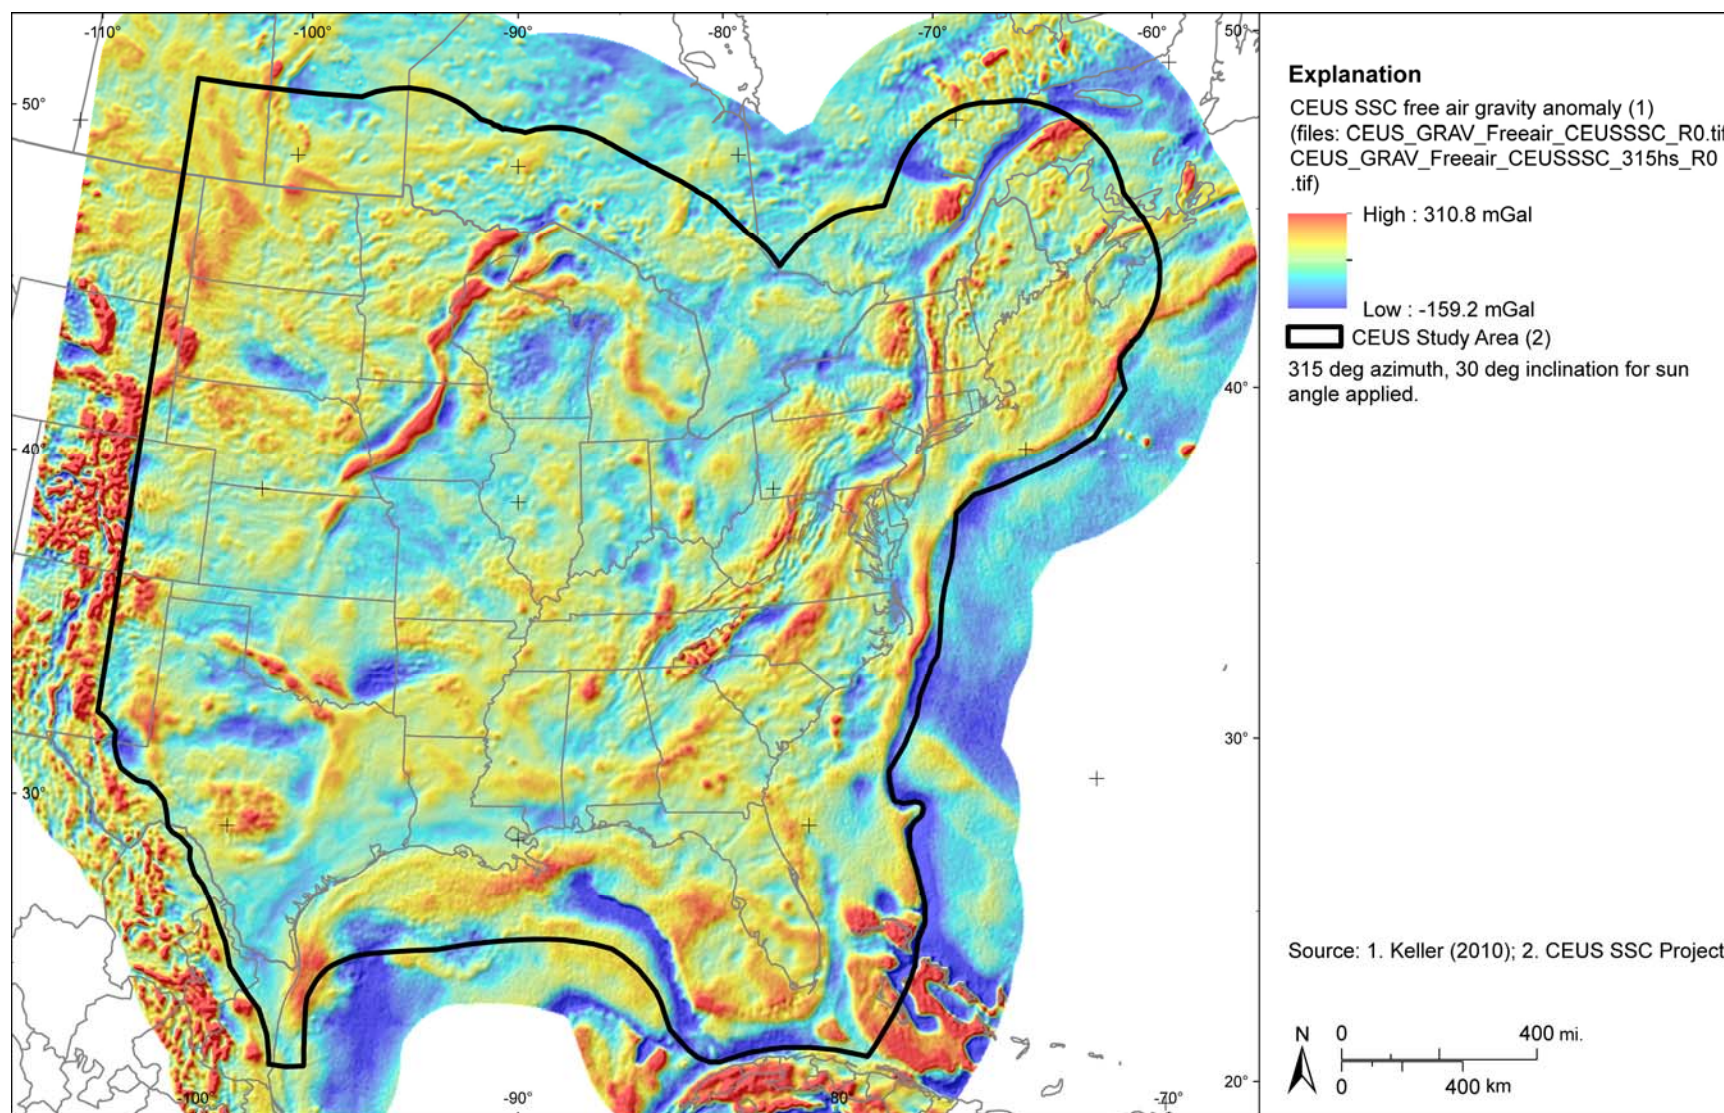 -110° -100° -90° -80° -70° -60° 50°
50°
40° 40°
30° 30°
20°
-100° -90° -80° -70°
Explanation
CEUS SSC free air gravity anomaly (1)
(files: CEUS_GRAV_Freeair_CEUSSSC_R0.tif
CEUS_GRAV_Freeair_CEUSSSC_315hs_R0
.tif)
High : 310.8 mGal
Low : -159.2 mGal
CEUS Study Area (2)
315 deg azimuth, 30 deg inclination for sun
angle applied.
Source: 1. Keller (2010); 2. CEUS SSC Project
N 0 400 mi.
0 400 km